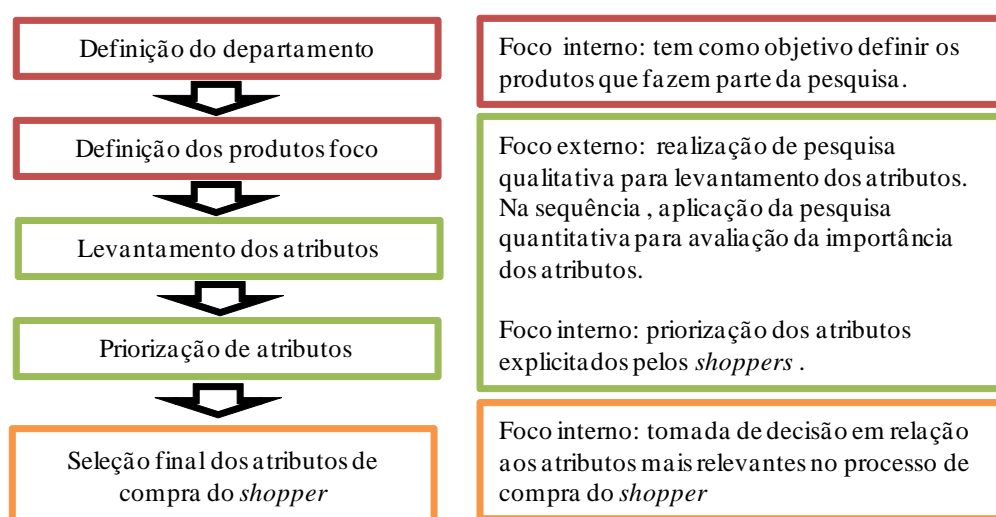 Definição do departamento
Definição dos produtos foco
Levantamento dos atributos
Priorização de atributos
Seleção final dos atributos de
compra do shopper
Foco interno: tem como objetivo definir os
produtos que fazem parte da pesquisa.
Foco externo: realização de pesquisa
qualitativa para levantamento dos atributos.
Na sequência , aplicação da pesquisa
quantitativa para avaliação da importância
dos atributos.
Foco interno: priorização dos atributos
explicitados pelos shoppers .
Foco interno: tomada de decisão em relação
aos atributos mais relevantes no processo de
compra do shopper